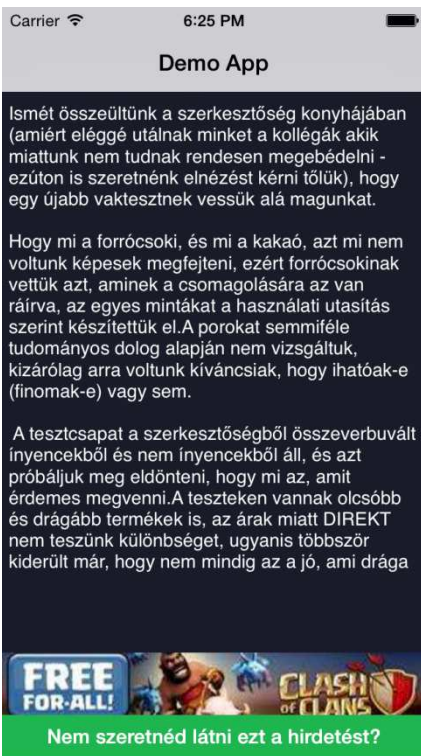 Carrier 6:25 PM
Demo App
Ismét összeültünk a szerkesztőség konyhájában
(amiért eléggé utálnak minket a kollégák akik
miattunk nem tudnak rendesen megebédelni -
ezúton is szeretnénk elnézést kérni tőlük), hogy
egy újabb vaktesztnek vessük alá magunkat.
Hogy mi a forrócsoki, és mi a kakaó, azt mi nem
voltunk képesek megfejteni, ezért forrócsokinak
vettük azt, aminek a csomagolására az van
ráírva, az egyes mintákat a használati utasítás
szerint készítettük el.A porokat semmiféle
tudományos dolog alapján nem vizsgáltuk,
kizárólag arra voltunk kíváncsiak, hogy ihatóak-e
(finomak-e) vagy sem.
A tesztcsapat a szerkesztőségből összeverbuvált
ínyencekből és nem ínyencekből áll, és azt
próbáljuk meg eldönteni, hogy mi az, amit
érdemes megvenni.A teszteken vannak olcsóbb
és drágább termékek is, az árak miatt DIREKT
nem teszünk különbséget, ugyanis többször
kiderült már, hogy nem mindig az a jó, ami drága
FREE
FOR-ALL!
CLASH
OF CLANS
Nem szeretnéd látni ezt a hirdetést?